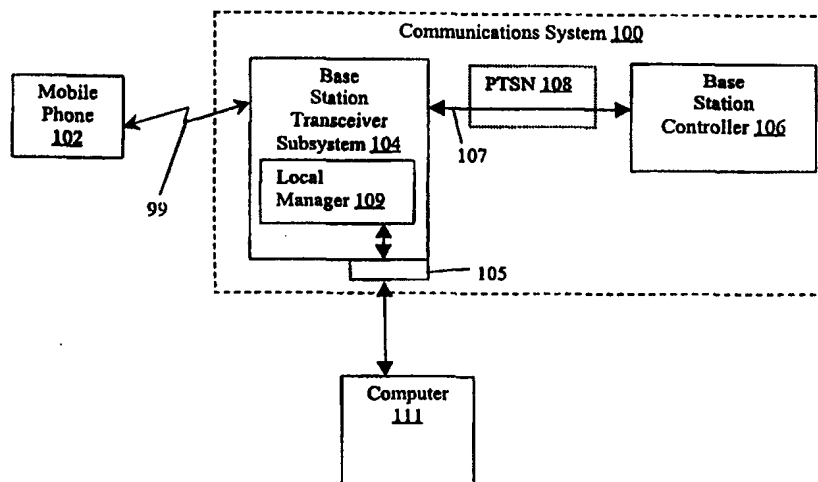 Communications System 100
Mobile
Phone
102
Base
Station
Transceiver
Subsystem 104
Local
Manager 109
PTSN 108
Base
Station
Controller 106
107
99
105
Computer
111